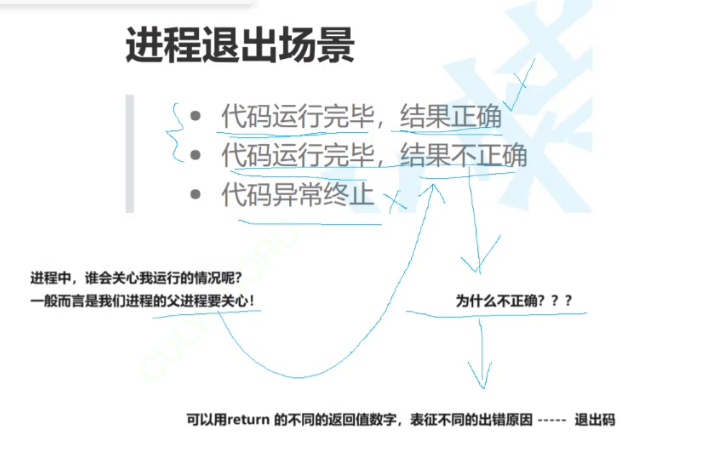 进程退出场景
代码运行完毕，结果正确
代码运行完毕，结果不正确
代码异常终止
进程中，谁会关心我运行的情况呢？
一般而言是我们进程的父进程要关心！
为什么不正确？？？
可以用return 的不同的返回值数字，表征不同的出错原因 ----- 退出码